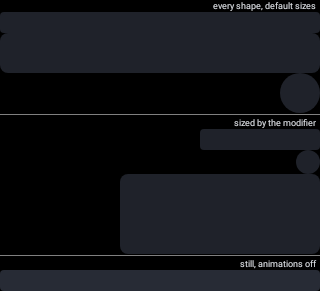 every shape, default sizes
sized by the modifier
still, animations off